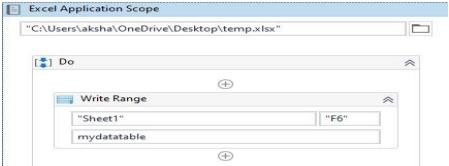 Excel Application Scope
"C:\Users\aksha\OneDrive\Desktop\temp.xlsx"
Do
Write Range
"Sheet1" "F6"
mydatatable